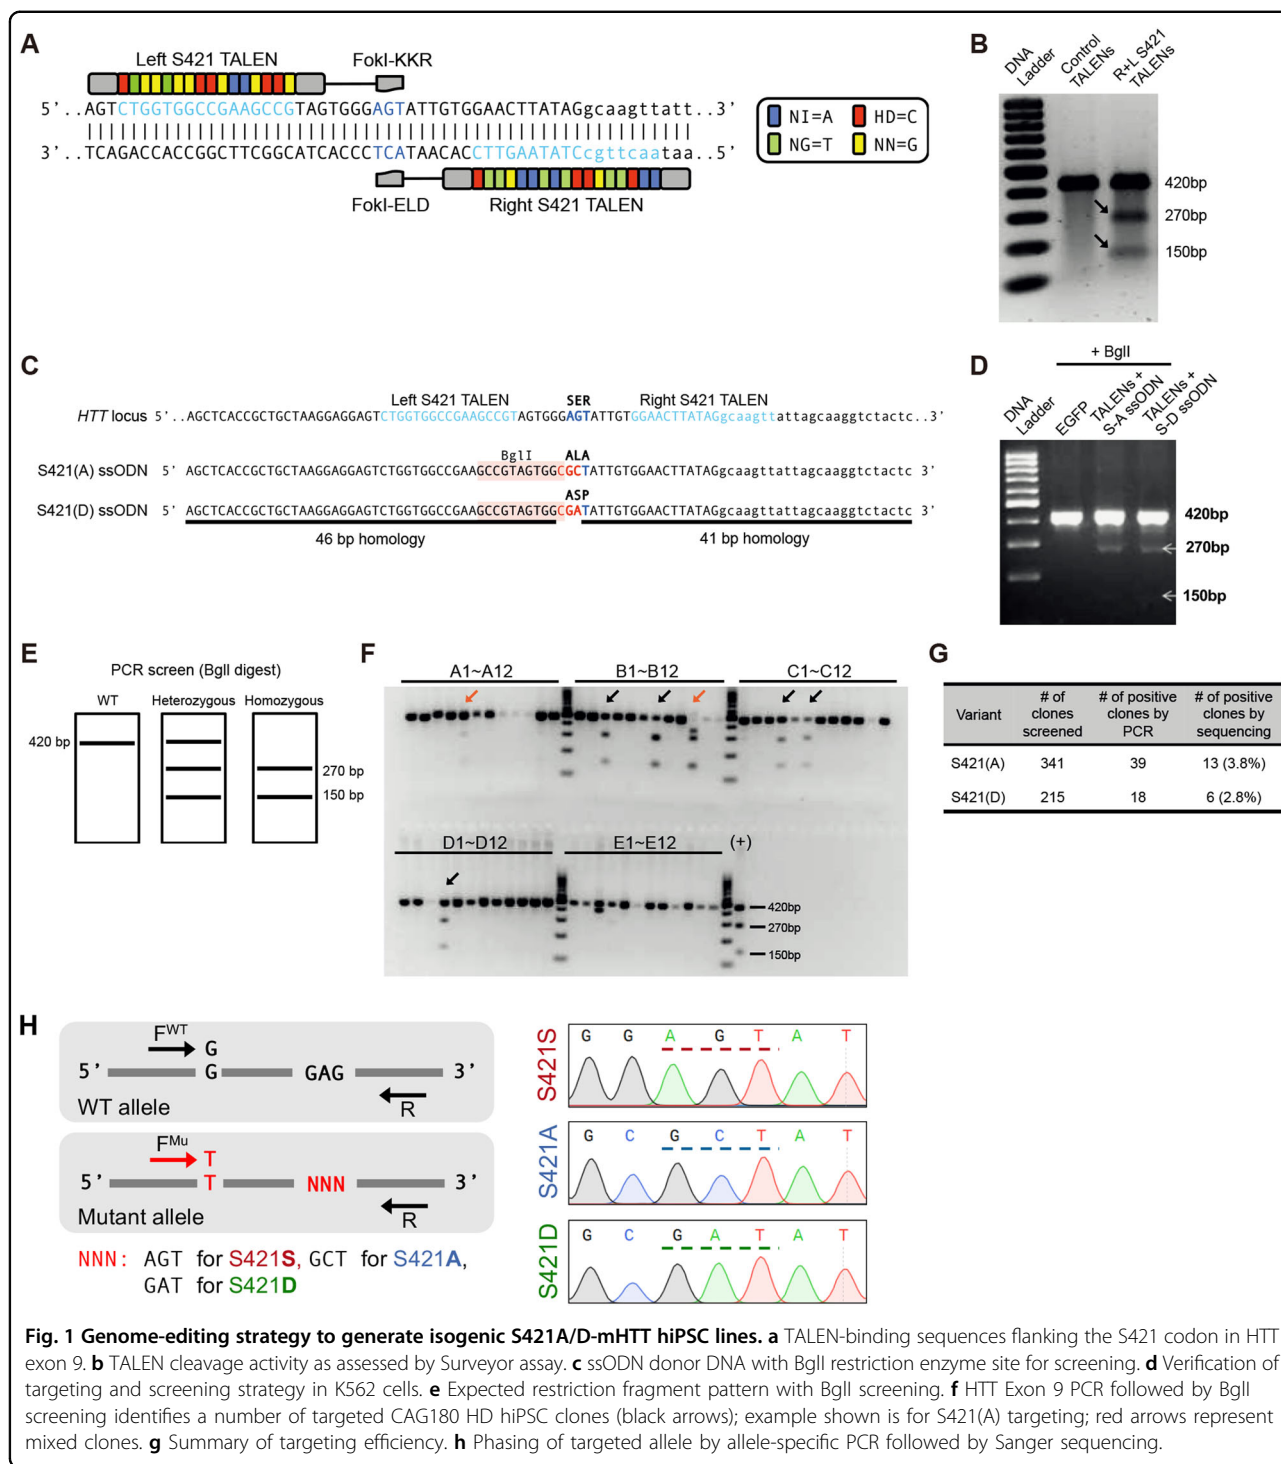 A
Left S421 TALEN
FokI-KKR
5'..AGTCTGGTGGCCGAAGCCGTAGTGGGAGTATTGTGGAACTTATAGgcaagttatt..3'
3'..TCAGACCACCGGCTTCGGCATCACCCTCATAACACCTTGAATATCcgttcaataa..5'
FokI-ELD
Right S421 TALEN
NI=A
HD=C
NG=T
NN=G
B
DNA Ladder
Control TALENs
R+L S421 TALENs
420bp
270bp
150bp
C
Left S421 TALEN
SER
Right S421 TALEN
HTT locus 5'..AGCTCACCGCTGCTAAGGAGGAGTCTGGTGGCCGAAGCCGTAGTGGGAGTATTGTGGAACTTATAGgcaagttattagcaaggtctactc..3'
BglI
ALA
S421(A) ssODN 5' AGCTCACCGCTGCTAAGGAGGAGTCTGGTGGCCGAAGCCGTAGTGGCGCTATTGTGGAACTTATAGgcaagttattagcaaggtctactc 3'
ASP
S421(D) ssODN 5' AGCTCACCGCTGCTAAGGAGGAGTCTGGTGGCCGAAGCCGTAGTGGCGATATTGTGGAACTTATAGgcaagttattagcaaggtctactc 3'
46 bp homology
41 bp homology
D
+ BglI
DNA Ladder
EGFP
TALENs + S-A ssODN
TALENs + S-D ssODN
420bp
270bp
150bp
E
PCR screen (BglI digest)
WT
Heterozygous
Homozygous
420 bp
270 bp
150 bp
F
A1~A12
B1~B12
C1~C12
D1~D12
E1~E12
(+)
420bp
270bp
150bp
G
Variant
# of clones screened
# of positive clones by PCR
# of positive clones by sequencing
S421(A) 341 39 13 (3.8%)
S421(D) 215 18 6 (2.8%)
H
FWT
G
5' G GAG 3'
R
WT allele
FMu
T
5' T NNN 3'
R
Mutant allele
NNN: AGT for S421S, GCT for S421A,
GAT for S421D
S421S
G G A G T A T
S421A
G C G C T A T
S421D
G C G A T A T
Fig. 1 Genome-editing strategy to generate isogenic S421A/D-mHTT hiPSC lines. a TALEN-binding sequences flanking the S421 codon in HTT
exon 9. b TALEN cleavage activity as assessed by Surveyor assay. c ssODN donor DNA with BglI restriction enzyme site for screening. d Verification of
targeting and screening strategy in K562 cells. e Expected restriction fragment pattern with BglI screening. f HTT Exon 9 PCR followed by BglI
screening identifies a number of targeted CAG180 HD hiPSC clones (black arrows); example shown is for S421(A) targeting; red arrows represent
mixed clones. g Summary of targeting efficiency. h Phasing of targeted allele by allele-specific PCR followed by Sanger sequencing.